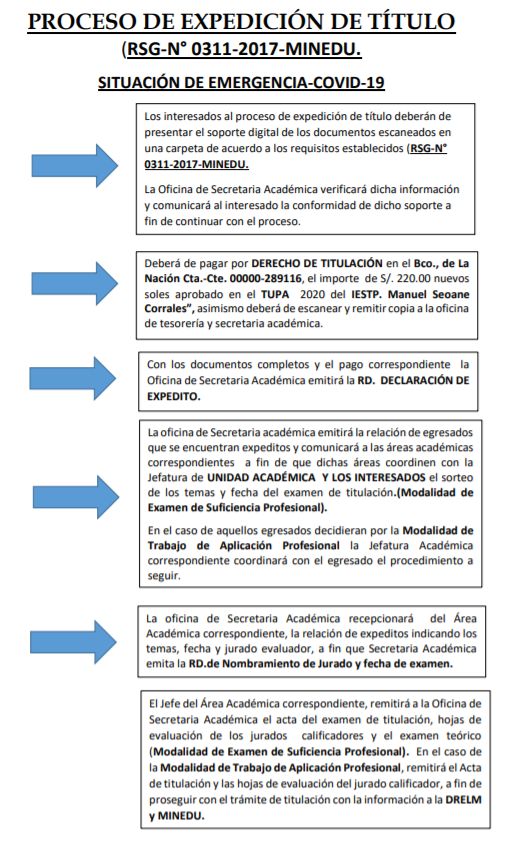 PROCESO DE EXPEDICIÓN DE TÍTULO
(RSG-N° 0311-2017-MINEDU.
SITUACIÓN DE EMERGENCIA-COVID-19
Los interesados al proceso de expedición de título deberán de
presentar el soporte digital de los documentos escaneados en
una carpeta de acuerdo a los requisitos establecidos (RSG-N°
0311-2017-MINEDU.
La Oficina de Secretaria Académica verificará dicha información
y comunicará al interesado la conformidad de dicho soporte a
fin de continuar con el proceso.
Deberá de pagar por DERECHO DE TITULACIÓN en el Bco., de La
Nación Cta.-Cte. 00000-289116, el importe de S/. 220.00 nuevos
soles aprobado en el TUPA 2020 del IESTP. Manuel Seoane
Corrales”, asimismo deberá de escanear y remitir copia a la oficina
de tesorería y secretaria académica.
Con los documentos completos y el pago correspondiente la
Oficina de Secretaria Académica emitirá la RD. DECLARACIÓN DE
EXPEDITO.
La oficina de Secretaria académica emitirá la relación de egresados
que se encuentran expeditos y comunicará a las áreas académicas
correspondientes a fin de que dichas áreas coordinen con la
Jefatura de UNIDAD ACADÉMICA Y LOS INTERESADOS el sorteo
de los temas y fecha del examen de titulación.(Modalidad de
Examen de Suficiencia Profesional).
En el caso de aquellos egresados decidieran por la Modalidad de
Trabajo de Aplicación Profesional la Jefatura Académica
correspondiente coordinará con el egresado el procedimiento a
seguir.
La oficina de Secretaria Académica recepcionará del Área
Académica correspondiente, la relación de expeditos indicando los
temas, fecha y jurado evaluador, a fin que Secretaria Académica
emita la RD.de Nombramiento de Jurado y fecha de examen.
El Jefe del Área Académica correspondiente, remitirá a la Oficina de
Secretaria Académica el acta del examen de titulación, hojas de
evaluación de los jurados calificadores y el examen teórico
(Modalidad de Examen de Suficiencia Profesional). En el caso de
la Modalidad de Trabajo de Aplicación Profesional, remitirá el Acta
de titulación y las hojas de evaluación del jurado calificador, a fin de
proseguir con el trámite de titulación con la información a la DRELM
y MINEDU.